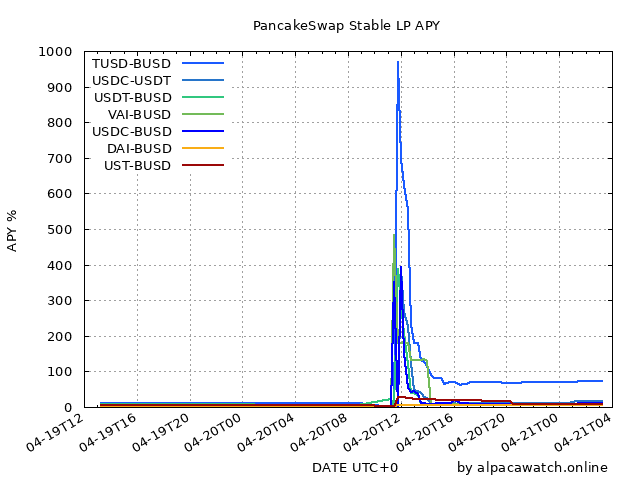 PancakeSwap Stable LP APY
1000
900
800
700
600
500
400
300
200
100
0
APY %
TUSD-BUSD
USDC-USDT
USDT-BUSD
VAI-BUSD
USDC-BUSD
DAI-BUSD
UST-BUSD
04-19T12
04-19T16
04-19T20
04-20T00
04-20T04
04-20T08
04-20T12
04-20T16
04-20T20
04-21T00
04-21T04
DATE UTC+0
by alpacawatch.online